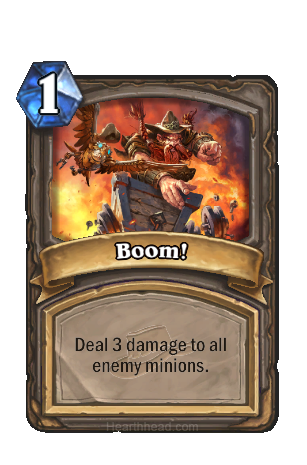 1
Boom!
Deal 3 damage to all
enemy minions.
Hearthhead.com